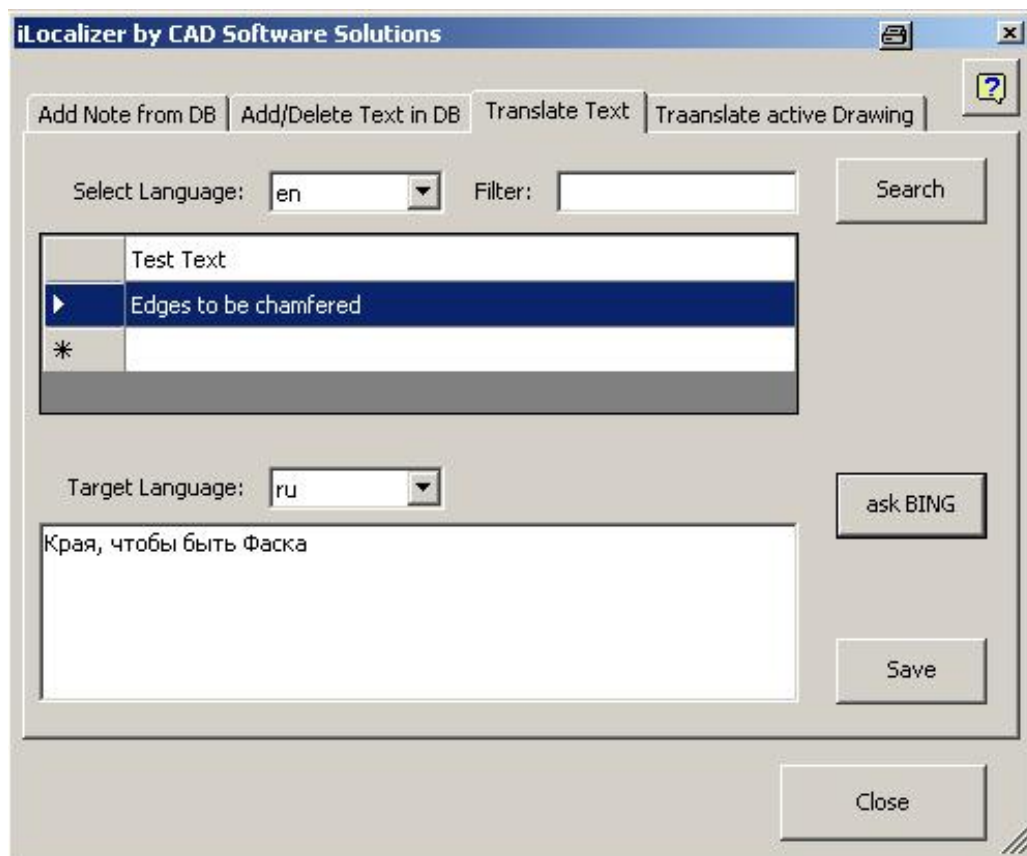 iLocalizer by CAD Software Solutions
Add Note from DB Add/Delete Text in DB Translate Text Traanslate active Drawing
Select Language: en Filter: Search
Test Text
Edges to be chamfered
Target Language: ru
ask BING
Края, чтобы быть Фаска
Save
Close